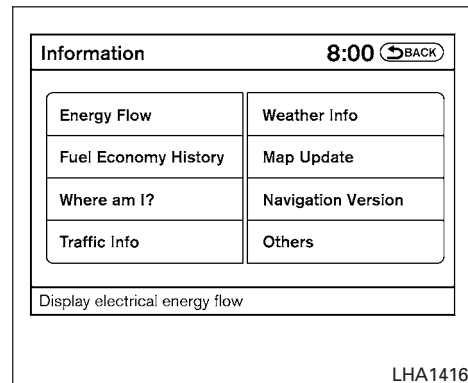 Information 8:00 BACK
Energy Flow Weather Info
Fuel Economy History Map Update
Where am I? Navigation Version
Traffic Info Others
Display electrical energy flow
LHA1416